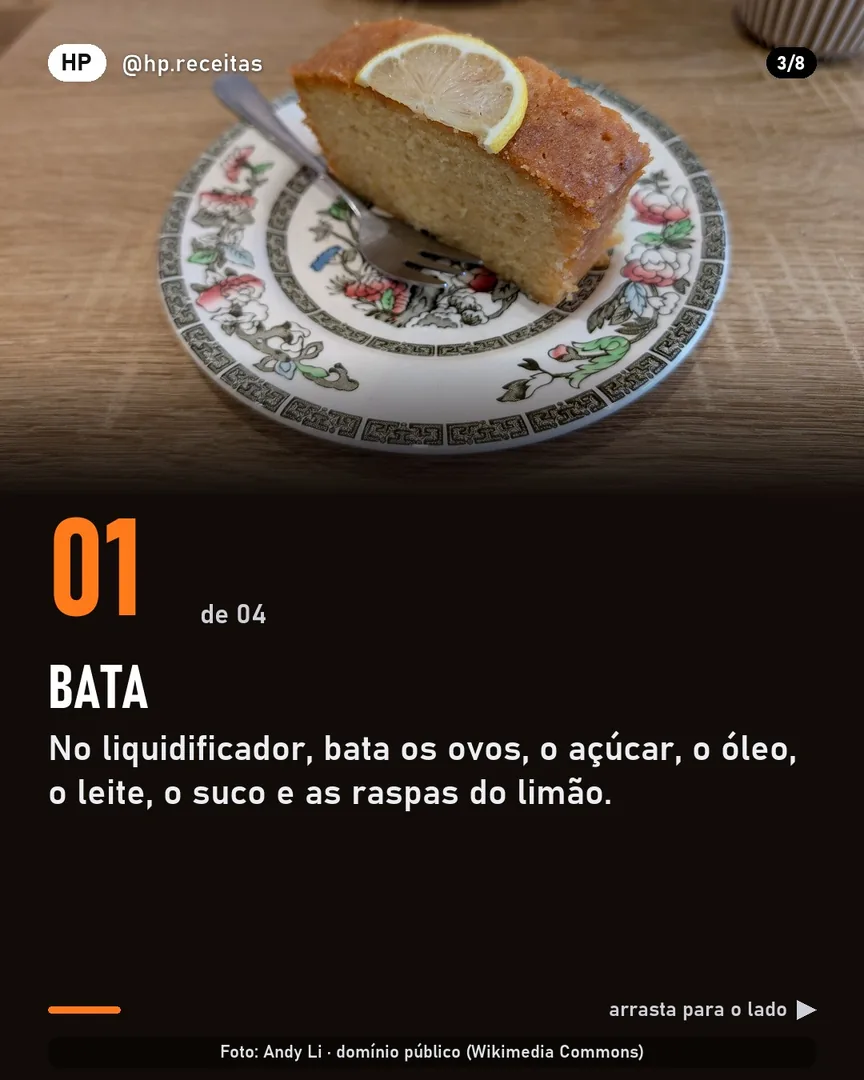 HP @hp.receitas 3/8
01 de 04
BATA
No liquidificador, bata os ovos, o açúcar, o óleo,
o leite, o suco e as raspas do limão.
arrasta para o lado ▶
Foto: Andy Li · domínio público (Wikimedia Commons)